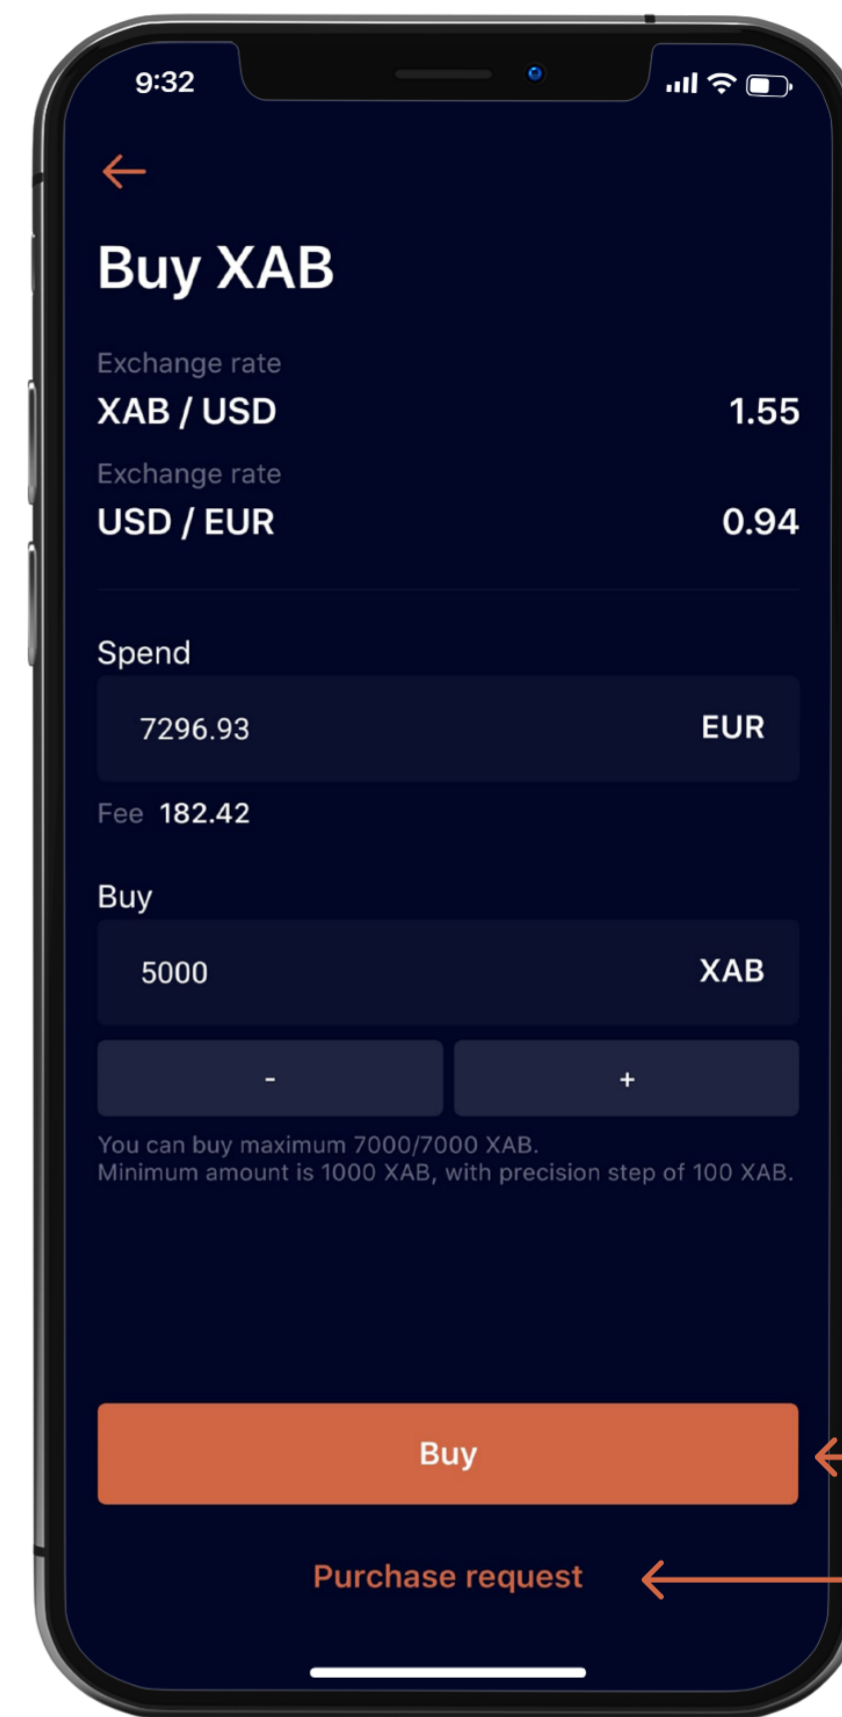 9:32
Buy XAB
Exchange rate
XAB / USD 1.55
Exchange rate
USD / EUR 0.94
Spend
7296.93 EUR
Fee 182.42
Buy
5000 XAB
- +
You can buy maximum 7000/7000 XAB.
Minimum amount is 1000 XAB, with precision step of 100 XAB.
Buy
Purchase request